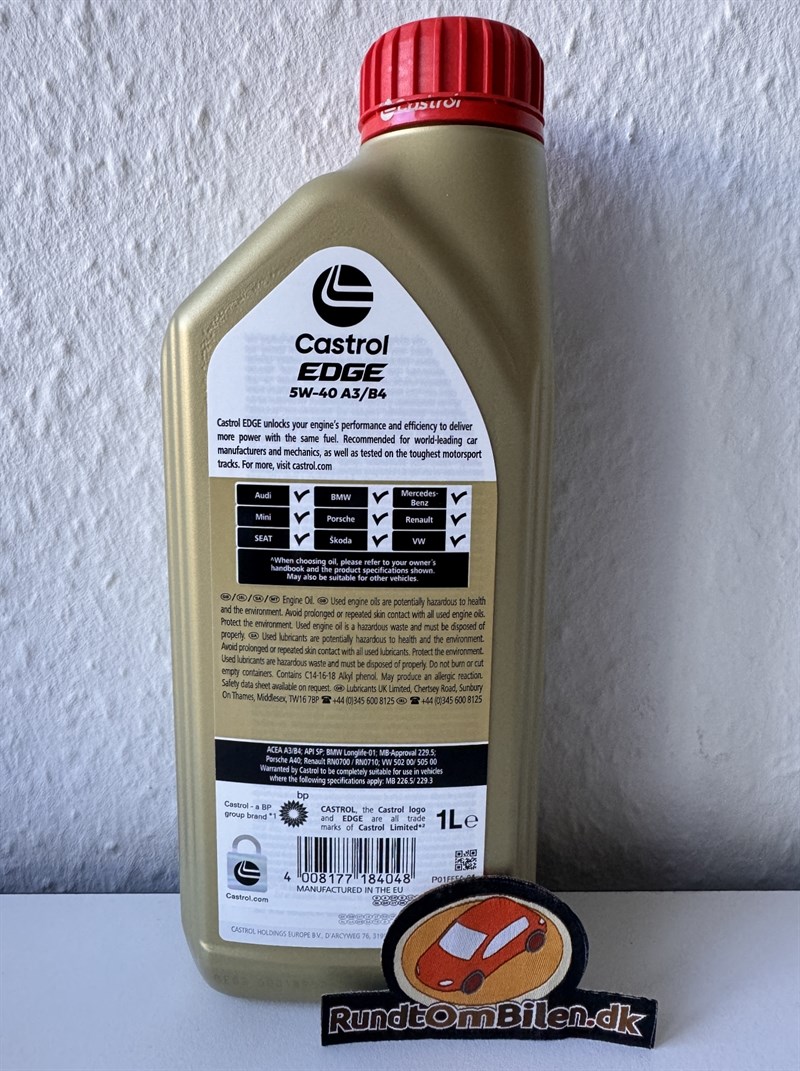 Castrol
Castrol
EDGE
5W-40 A3/B4
Castrol EDGE unlocks your engine's performance and efficiency to deliver
more power with the same fuel. Recommended for world-leading car
manufacturers and mechanics, as well as tested on the toughest motorsport
tracks. For more, visit castrol.com
Audi BMW Mercedes-Benz
Mini Porsche Renault
SEAT Škoda VW
^When choosing oil, please refer to your owner's
handbook and the product specifications shown.
May also be suitable for other vehicles.
Engine Oil. Used engine oils are potentially hazardous to health
and the environment. Avoid prolonged or repeated skin contact with all used engine oils.
Protect the environment. Used engine oil is a hazardous waste and must be disposed of
properly. Used lubricants are potentially hazardous to health and the environment.
Avoid prolonged or repeated skin contact with all used lubricants. Protect the environment.
Used lubricants are hazardous waste and must be disposed of properly. Do not burn or cut
empty containers. Contains C14-16-18 Alkyl phenol. May produce an allergic reaction.
Safety data sheet available on request. Lubricants UK Limited, Chertsey Road, Sunbury
On Thames, Middlesex, TW16 7BP ☎ +44 (0)345 600 8125 ☎ +44 (0)345 600 8125
ACEA A3/B4; API SP; BMW Longlife-01; MB-Approval 229.5;
Porsche A40; Renault RN0700 / RN0710; VW 502 00/ 505 00
Warranted by Castrol to be completely suitable for use in vehicles
where the following specifications apply: MB 226.5/ 229.3
bp
Castrol - a BP
group brand *1
CASTROL, the Castrol logo
and EDGE are all trade
marks of Castrol Limited*2
1L e
4 008177 184048
MANUFACTURED IN THE EU
Castrol.com
CASTROL HOLDINGS EUROPE B.V., D'ARCYWEG 76,
RundtOmBilen.dk